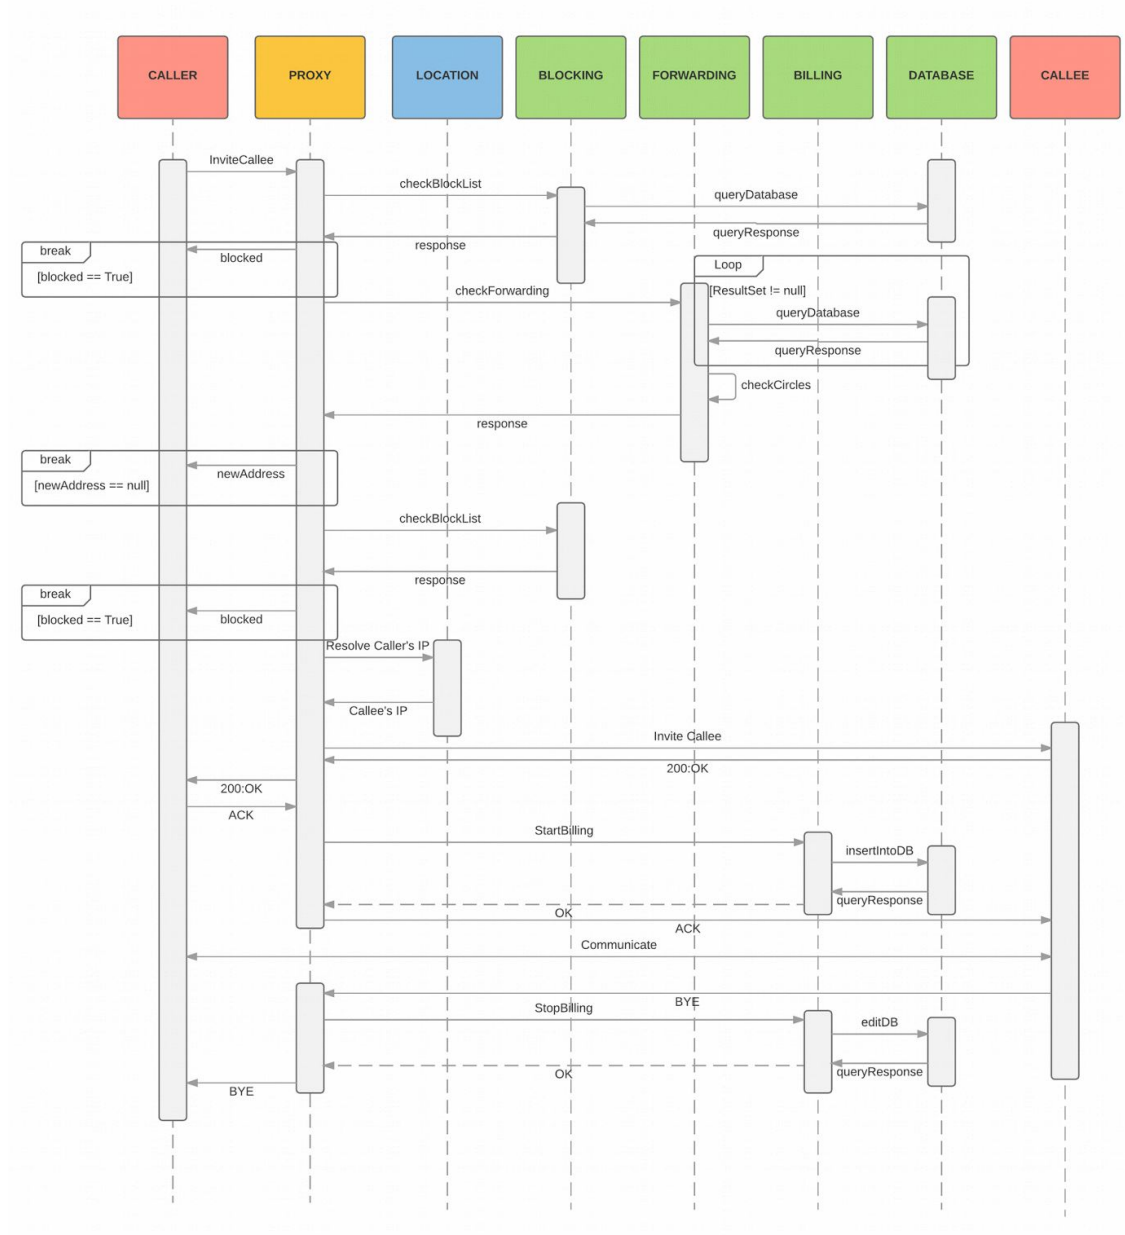 CALLER
PROXY
LOCATION
BLOCKING
FORWARDING
BILLING
DATABASE
CALLEE
InviteCallee
checkBlockList
queryDatabase
queryResponse
response
break
blocked
[blocked == True]
Loop
[ResultSet != null]
checkForwarding
queryDatabase
queryResponse
checkCircles
response
break
newAddress
[newAddress == null]
checkBlockList
response
break
blocked
[blocked == True]
Resolve Caller's IP
Callee's IP
Invite Callee
200:OK
200:OK
ACK
StartBilling
insertIntoDB
queryResponse
OK
ACK
Communicate
BYE
StopBilling
editDB
queryResponse
OK
BYE